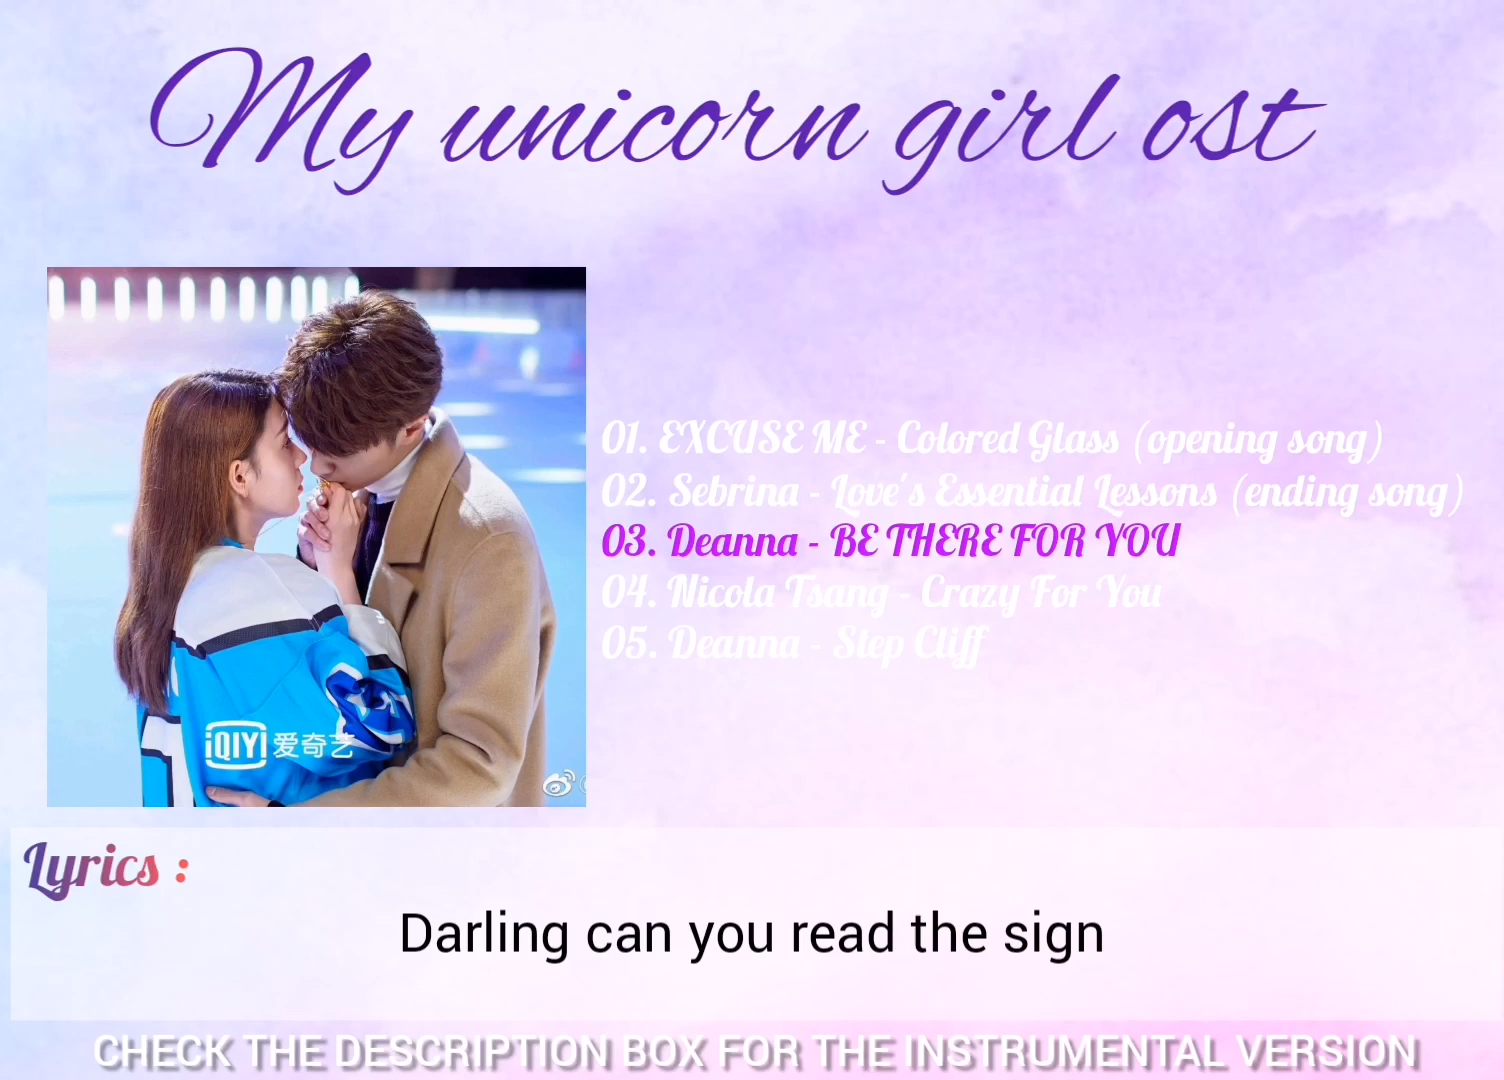 My unicorn girl ost
01. EXCUSE ME - Colored Glass (opening song)
02. Sebrina - Love's Essential Lessons (ending song)
03. Deanna - BE THERE FOR YOU
04. Nicola Tsang - Crazy For You
05. Deanna - Step Cliff
iQIYI 爱奇艺
Lyrics :
Darling can you read the sign
CHECK THE DESCRIPTION BOX FOR THE INSTRUMENTAL VERSION